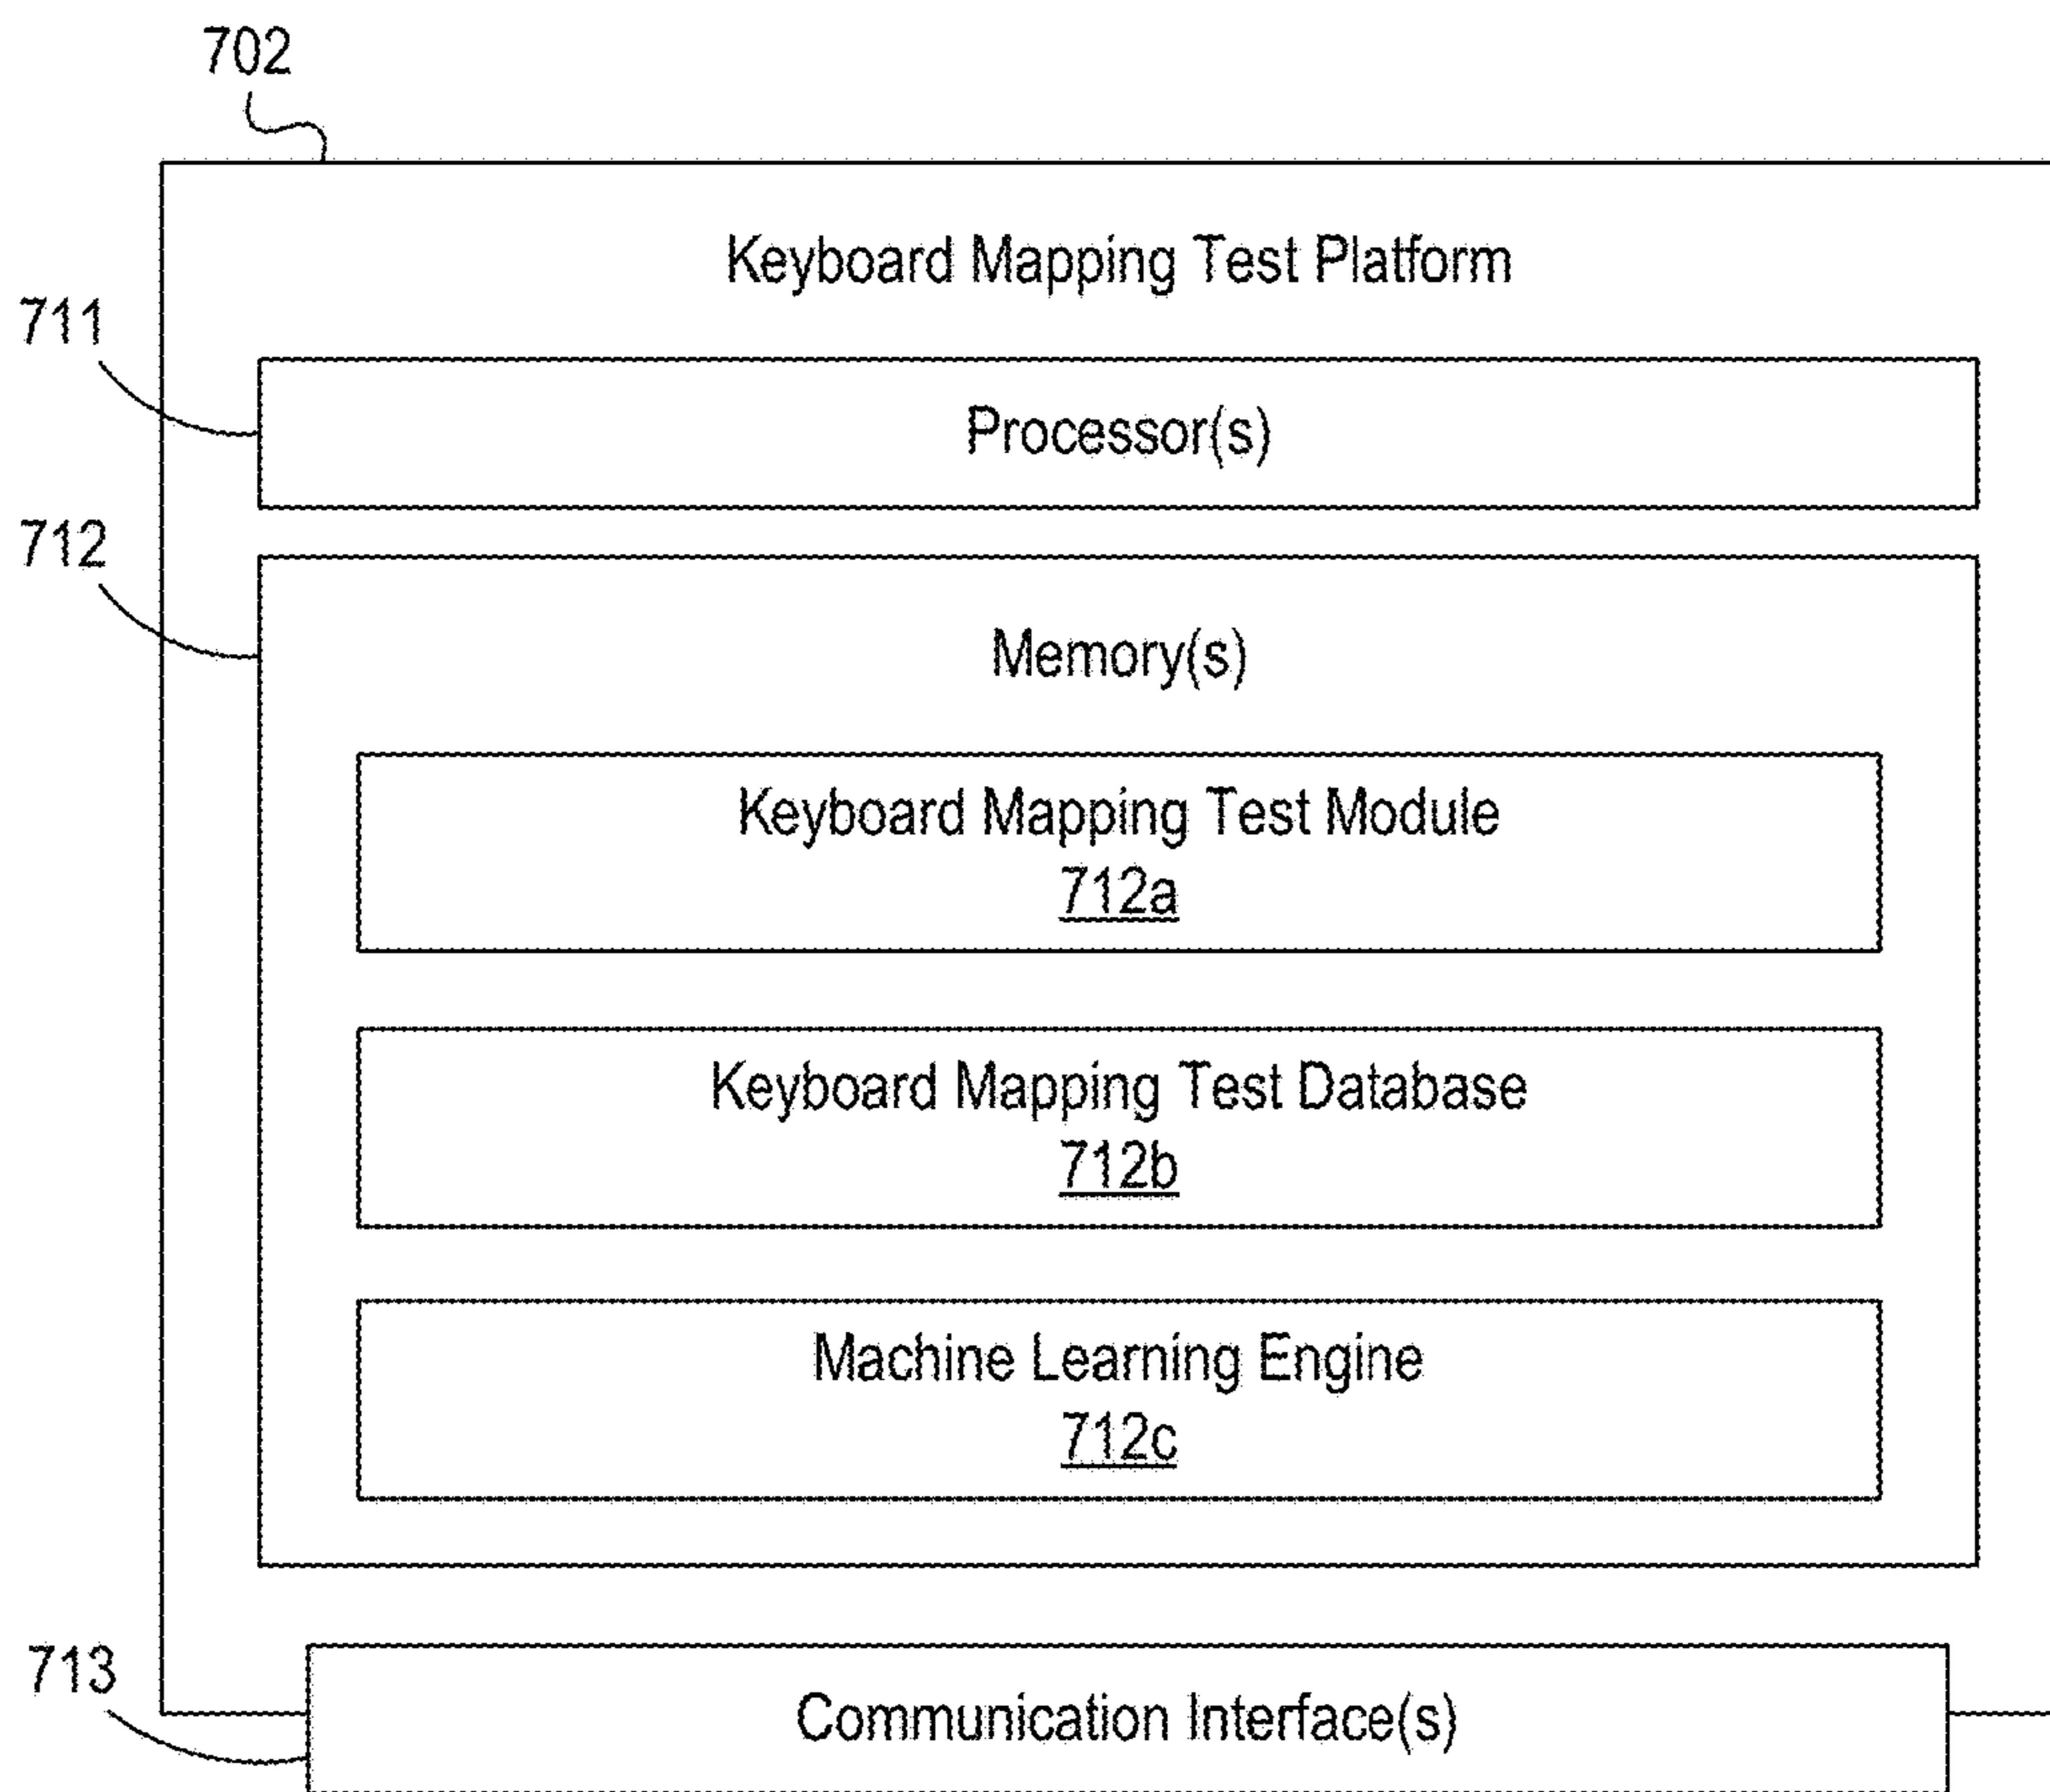 702
Keyboard Mapping Test Platform
711
Processor(s)
712
Memory(s)
Keyboard Mapping Test Module
712a
Keyboard Mapping Test Database
712b
Machine Learning Engine
712c
713
Communication Interface(s)